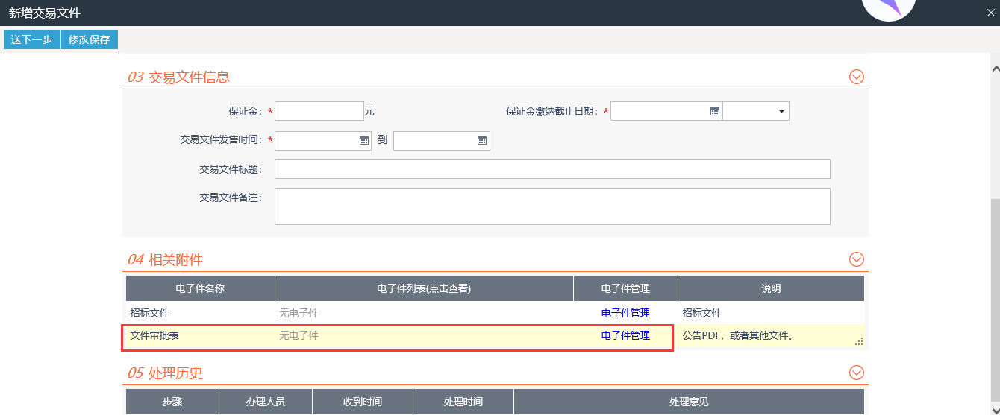 新增交易文件
送下一步 修改保存
03 交易文件信息
保证金：* 元 保证金缴纳截止日期：*
交易文件发售时间：* 到
交易文件标题：
交易文件备注：
04 相关附件
电子件名称 电子件列表(点击查看) 电子件管理 说明
招标文件 无电子件 电子件管理 招标文件
文件审批表 无电子件 电子件管理 公告PDF，或者其他文件。
05 处理历史
步骤 办理人员 收到时间 处理时间 处理意见